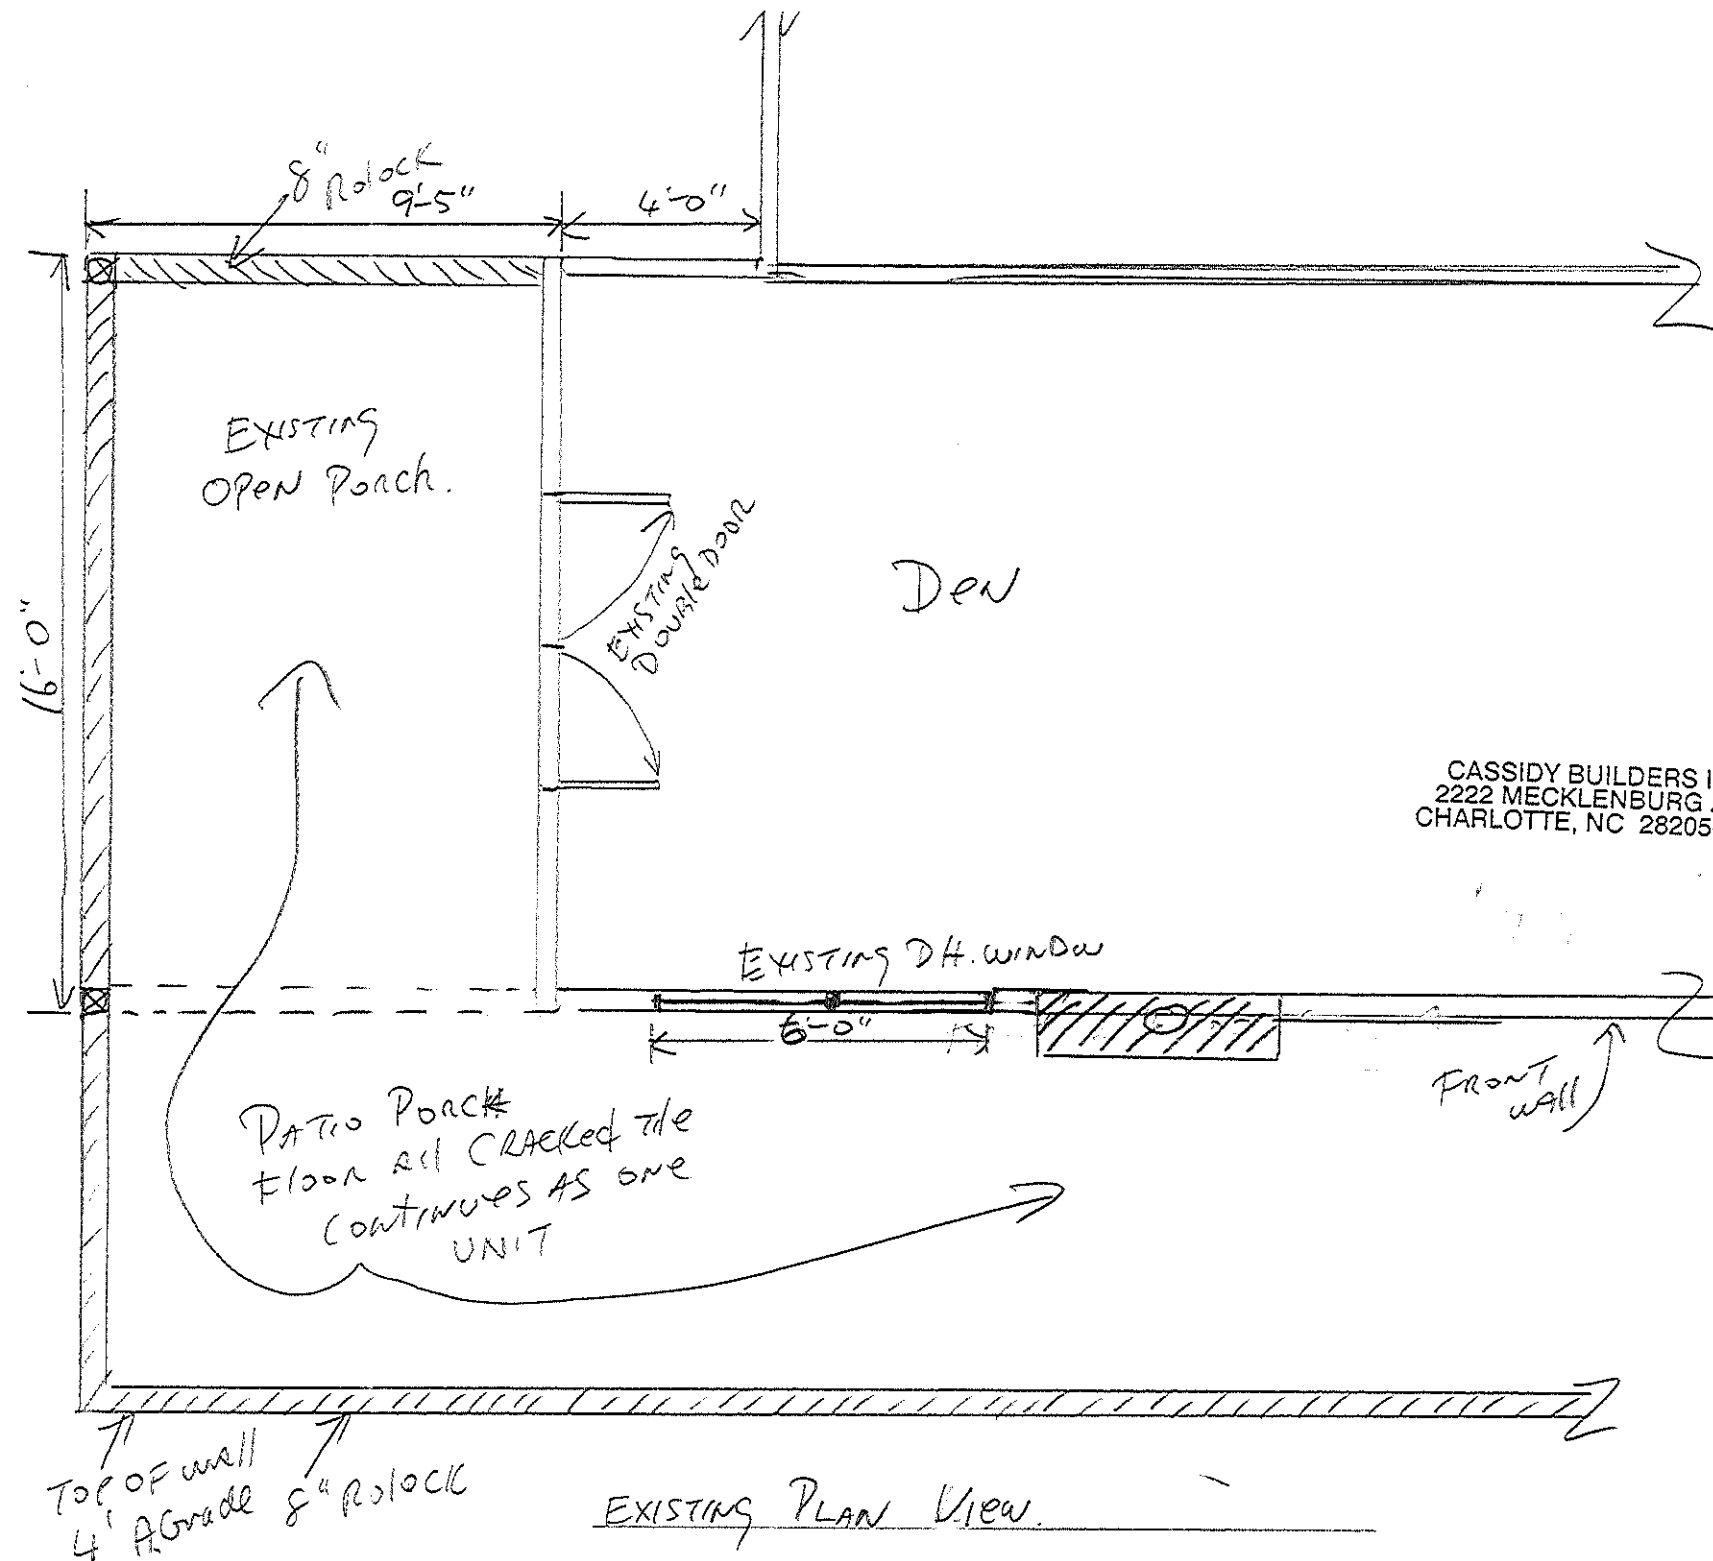 8" Rolock
9'-5"
4'-0"
16'-0"
EXISTING
OPEN PORCH.
EXISTING
DOUBLE DOOR
DEN
CASSIDY BUILDERS I
2222 MECKLENBURG
CHARLOTTE, NC 28205
EXISTING DH. WINDOW
6'-0"
FRONT
WALL
PATIO PORCH
FLOOR All CRACKED Tile
CONTINUES AS ONE
UNIT
TOP OF wall
4' A.Grade
8" Rolock
EXISTING PLAN VIEW.